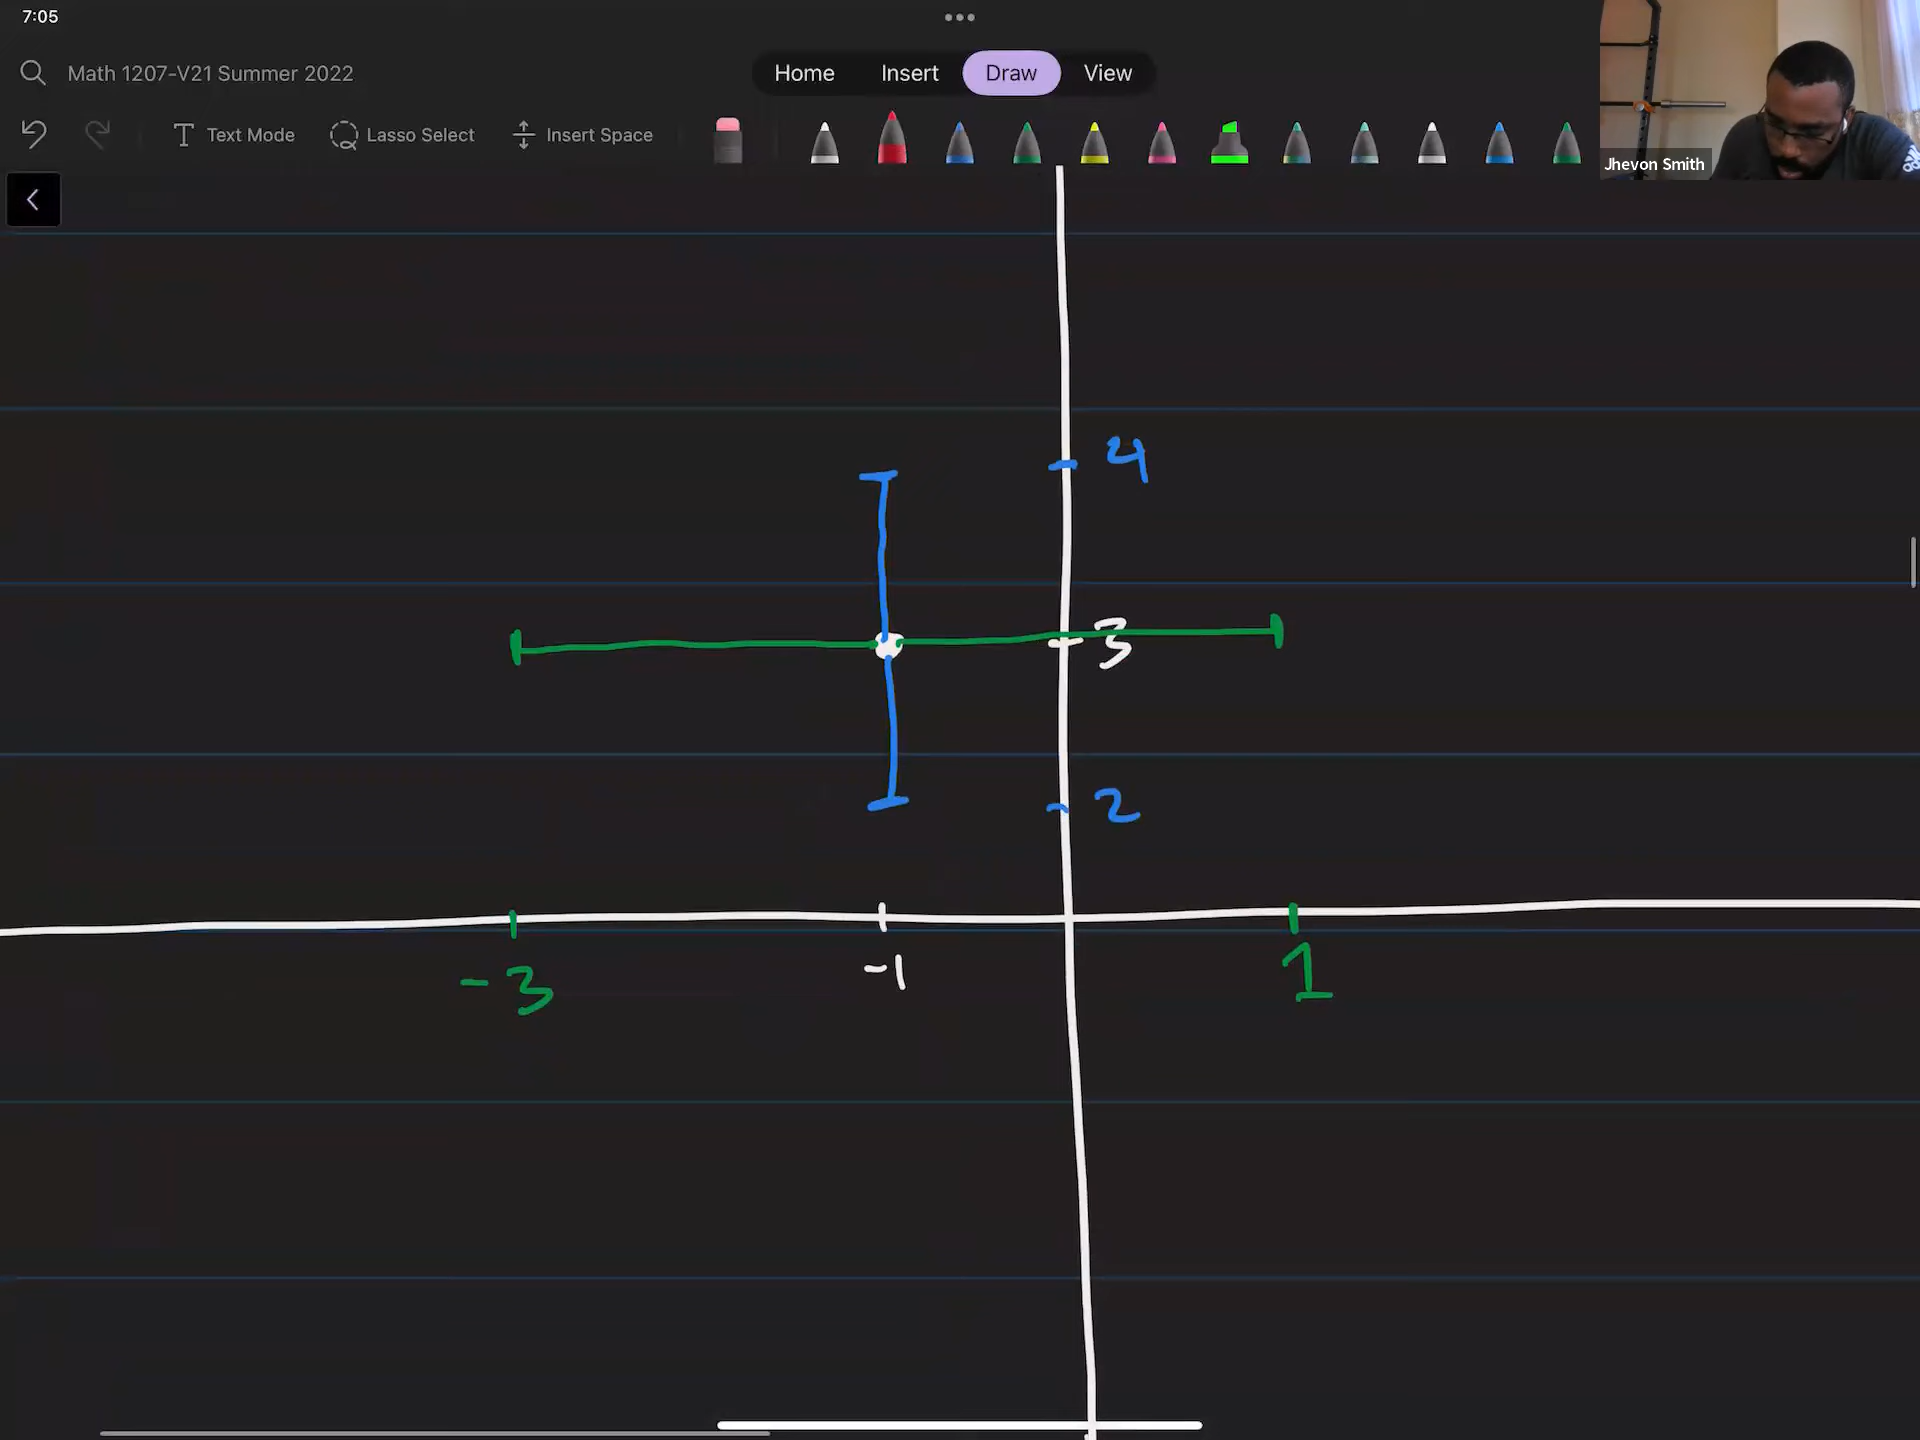 7:05
Math 1207-V21 Summer 2022
Home Insert Draw View
Text Mode Lasso Select Insert Space
Jhevon Smith
4
3
2
-3 -1 1